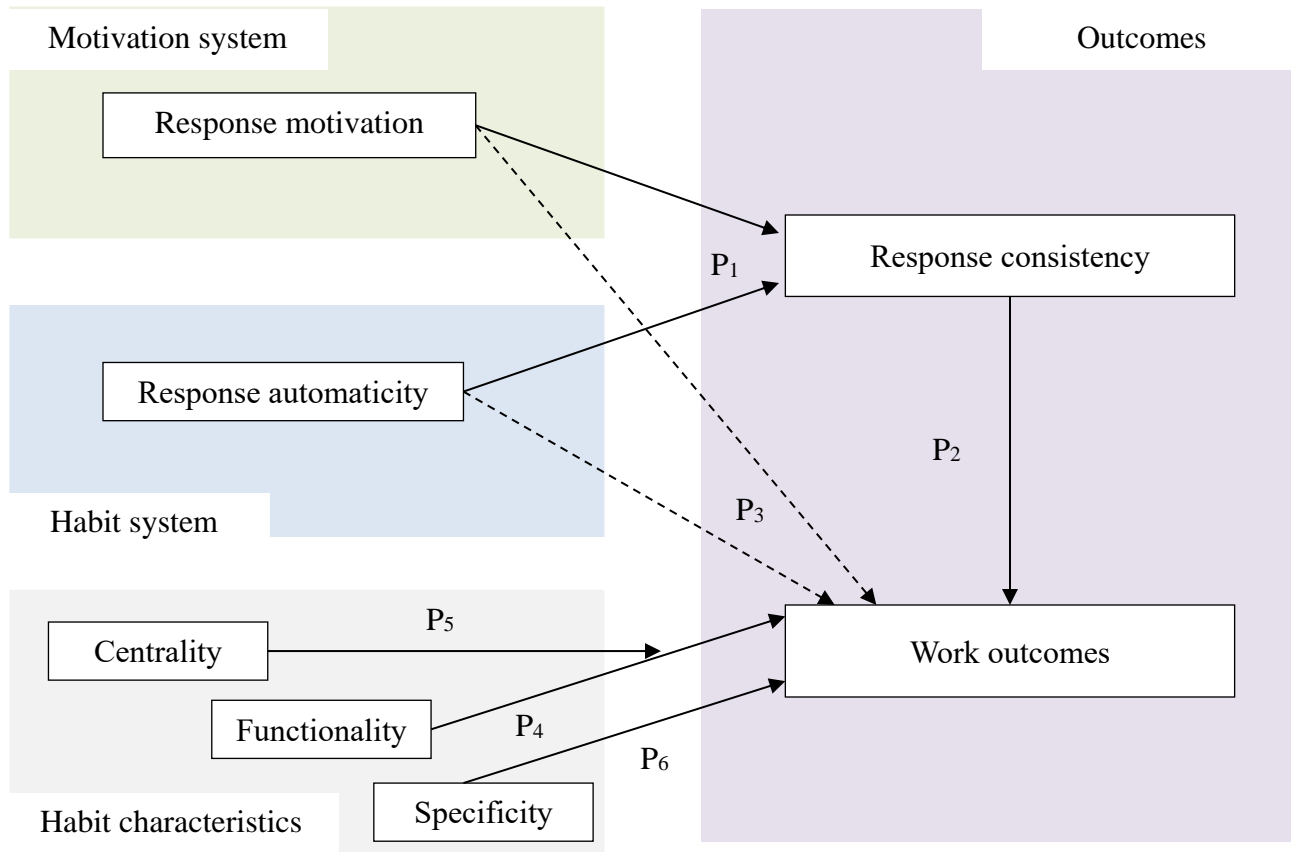 Motivation system
Outcomes
Response motivation
Response consistency
P₁
Response automaticity
P₂
P₃
Habit system
P₅
Centrality
Work outcomes
Functionality
P₄
P₆
Specificity
Habit characteristics